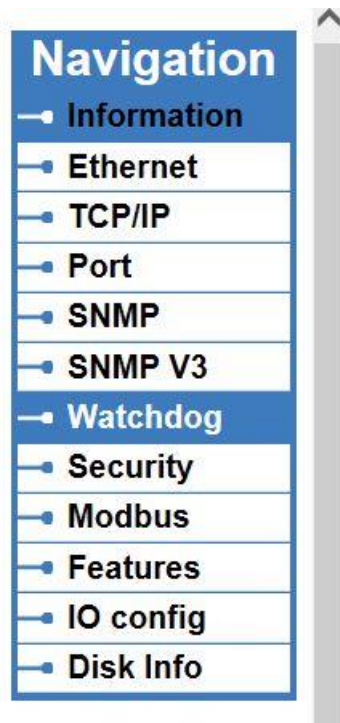 Navigation
Information
Ethernet
TCP/IP
Port
SNMP
SNMP V3
Watchdog
Security
Modbus
Features
IO config
Disk Info